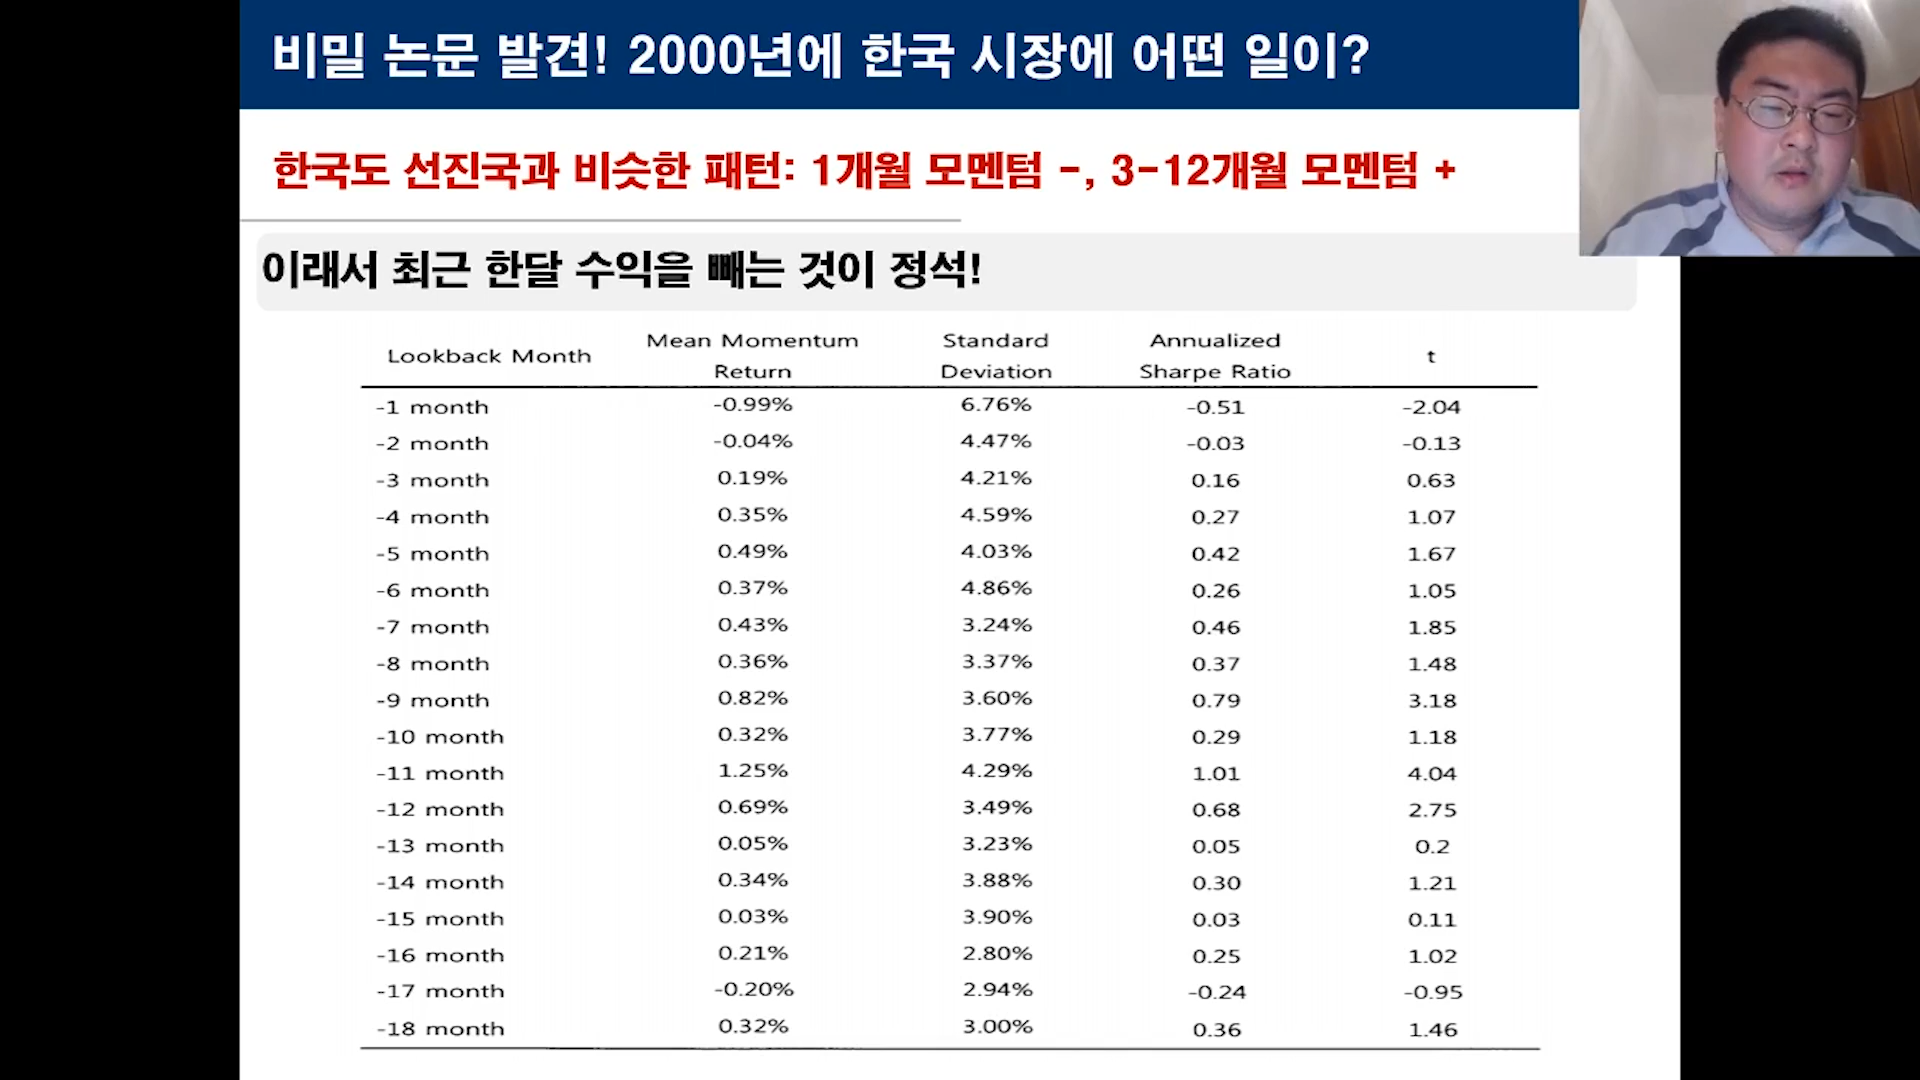 비밀 논문 발견! 2000년에 한국 시장에 어떤 일이?
한국도 선진국과 비슷한 패턴: 1개월 모멘텀 -, 3-12개월 모멘텀 +
이래서 최근 한달 수익을 빼는 것이 정석!
Lookback Month Mean Momentum Return Standard Deviation Annualized Sharpe Ratio t
-1 month -0.99% 6.76% -0.51 -2.04
-2 month -0.04% 4.47% -0.03 -0.13
-3 month 0.19% 4.21% 0.16 0.63
-4 month 0.35% 4.59% 0.27 1.07
-5 month 0.49% 4.03% 0.42 1.67
-6 month 0.37% 4.86% 0.26 1.05
-7 month 0.43% 3.24% 0.46 1.85
-8 month 0.36% 3.37% 0.37 1.48
-9 month 0.82% 3.60% 0.79 3.18
-10 month 0.32% 3.77% 0.29 1.18
-11 month 1.25% 4.29% 1.01 4.04
-12 month 0.69% 3.49% 0.68 2.75
-13 month 0.05% 3.23% 0.05 0.2
-14 month 0.34% 3.88% 0.30 1.21
-15 month 0.03% 3.90% 0.03 0.11
-16 month 0.21% 2.80% 0.25 1.02
-17 month -0.20% 2.94% -0.24 -0.95
-18 month 0.32% 3.00% 0.36 1.46